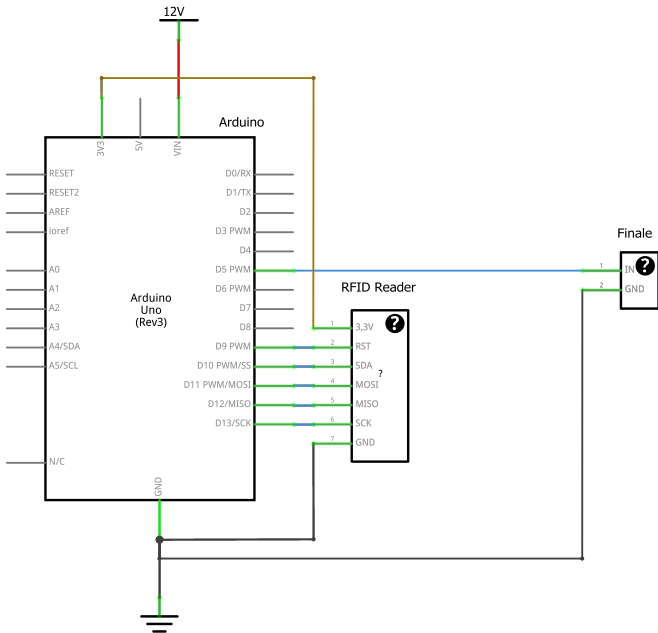 12V
Arduino
3V3
5V
VIN
RESET
RESET2
AREF
ioref
A0
A1
A2
A3
A4/SDA
A5/SCL
N/C
D0/RX
D1/TX
D2
D3 PWM
D4
D5 PWM
D6 PWM
D7
D8
D9 PWM
D10 PWM/SS
D11 PWM/MOSI
D12/MISO
D13/SCK
Arduino
Uno
(Rev3)
GND
RFID Reader
?
1 3,3V
2 RST
3 SDA
?
4 MOSI
5 MISO
6 SCK
7 GND
Finale
?
1 IN
2 GND